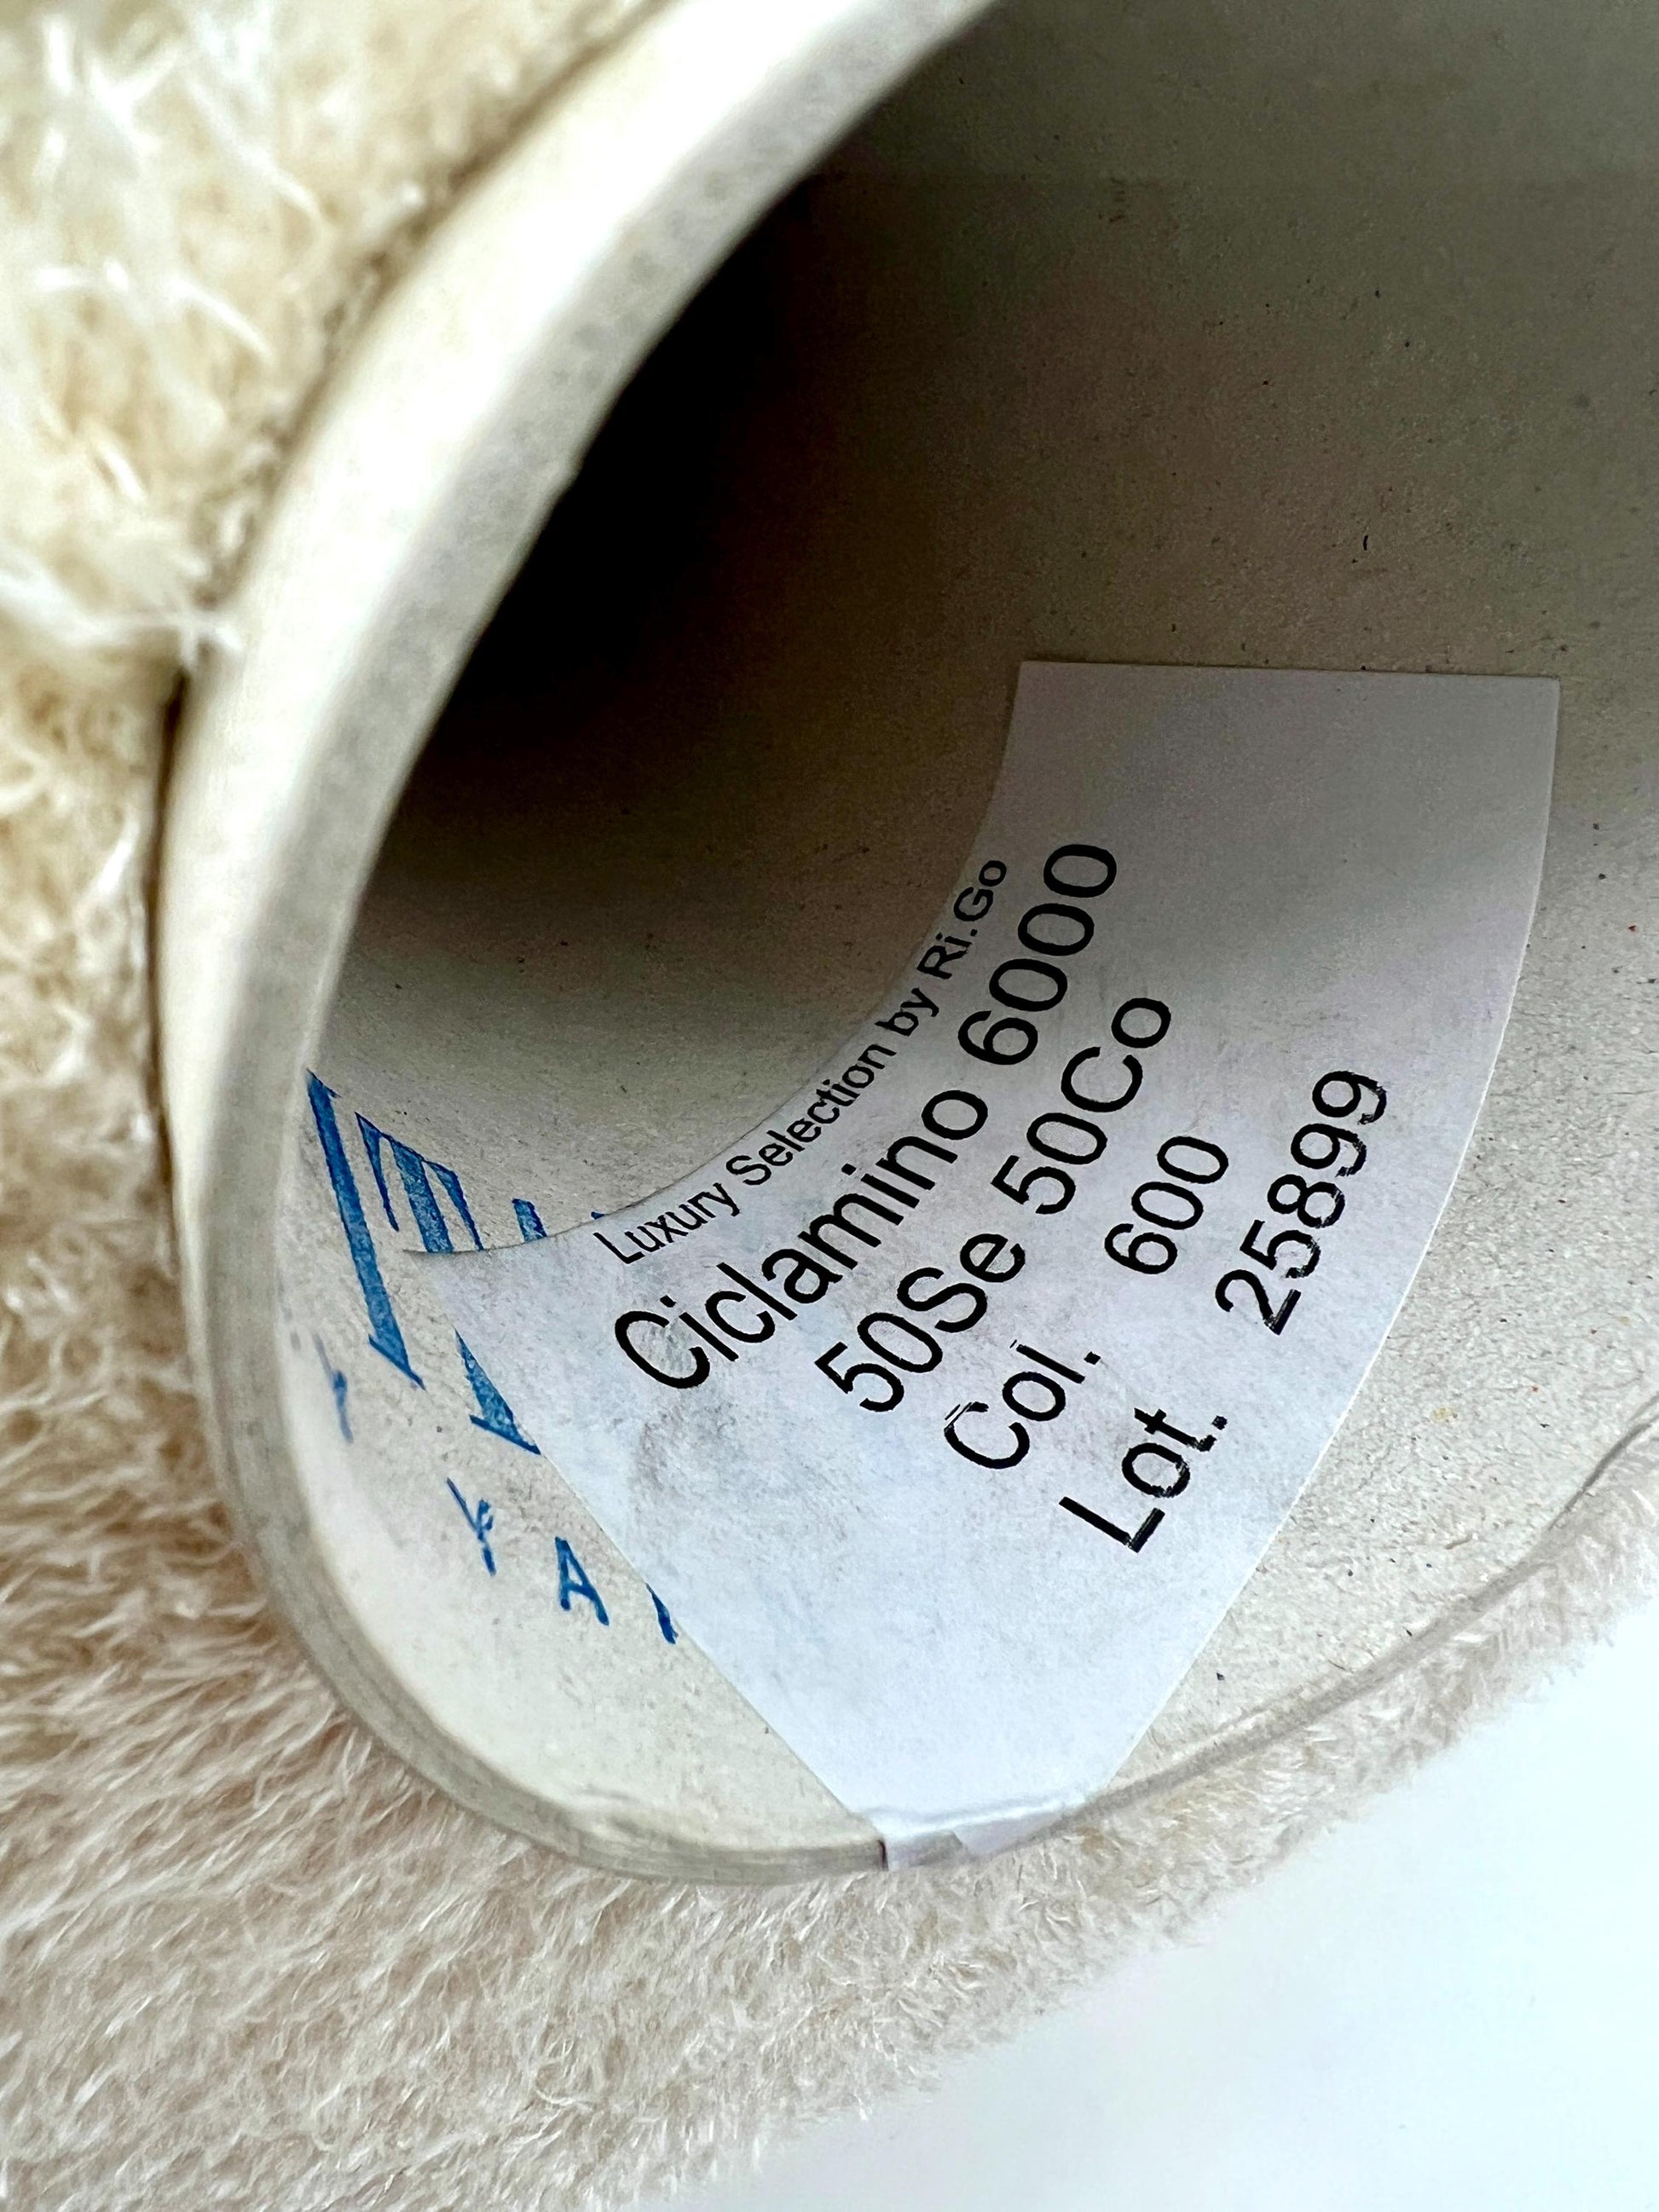 Luxury Selection by Ri.Go
Ciclamino 6000
50Se 50Co
Col. 600
Lot. 25899
A